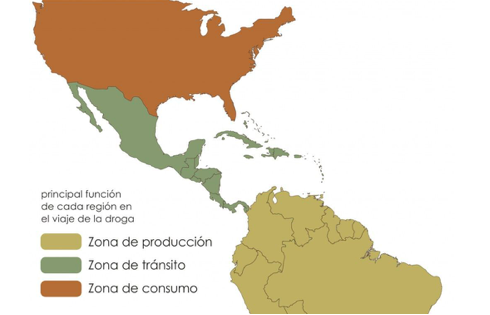 principal función
de cada región en
el viaje de la droga
Zona de producción
Zona de tránsito
Zona de consumo